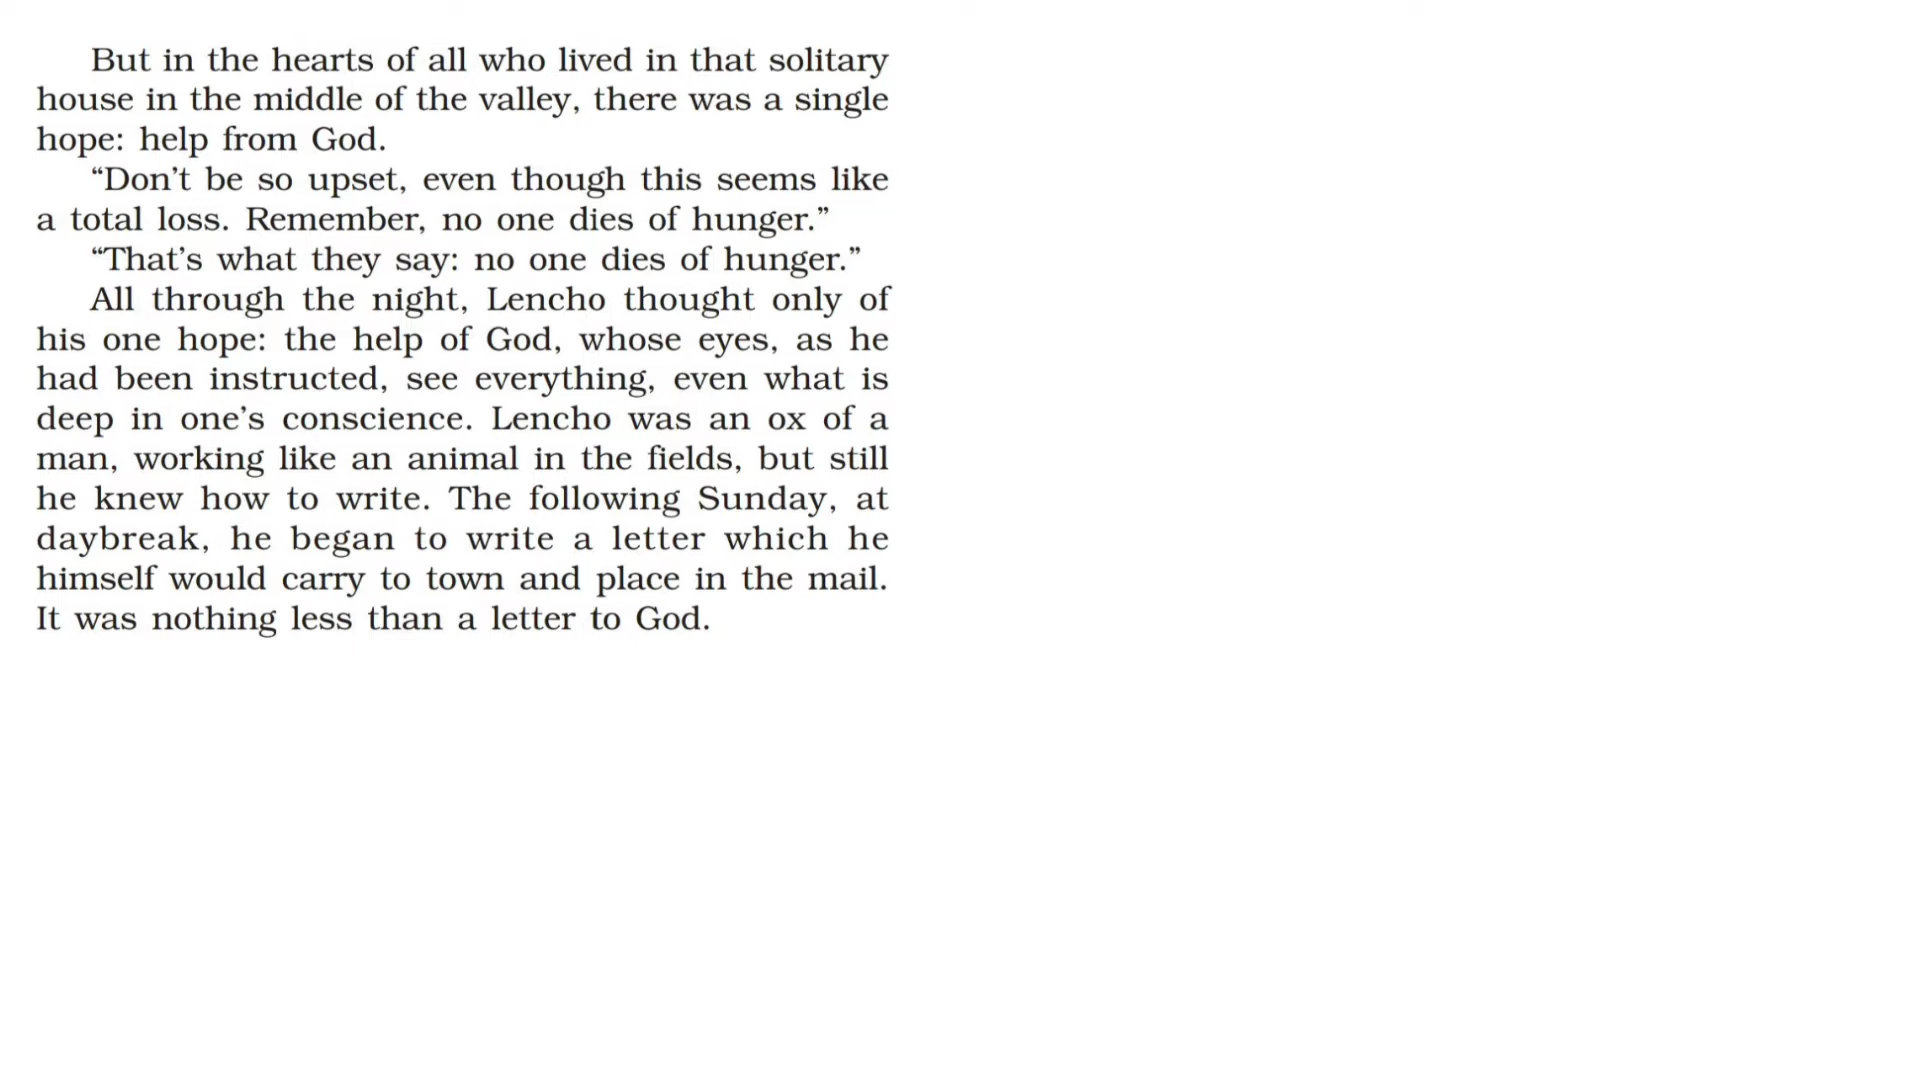 But in the hearts of all who lived in that solitary
house in the middle of the valley, there was a single
hope: help from God.
“Don’t be so upset, even though this seems like
a total loss. Remember, no one dies of hunger.”
“That’s what they say: no one dies of hunger.”
All through the night, Lencho thought only of
his one hope: the help of God, whose eyes, as he
had been instructed, see everything, even what is
deep in one’s conscience. Lencho was an ox of a
man, working like an animal in the fields, but still
he knew how to write. The following Sunday, at
daybreak, he began to write a letter which he
himself would carry to town and place in the mail.
It was nothing less than a letter to God.